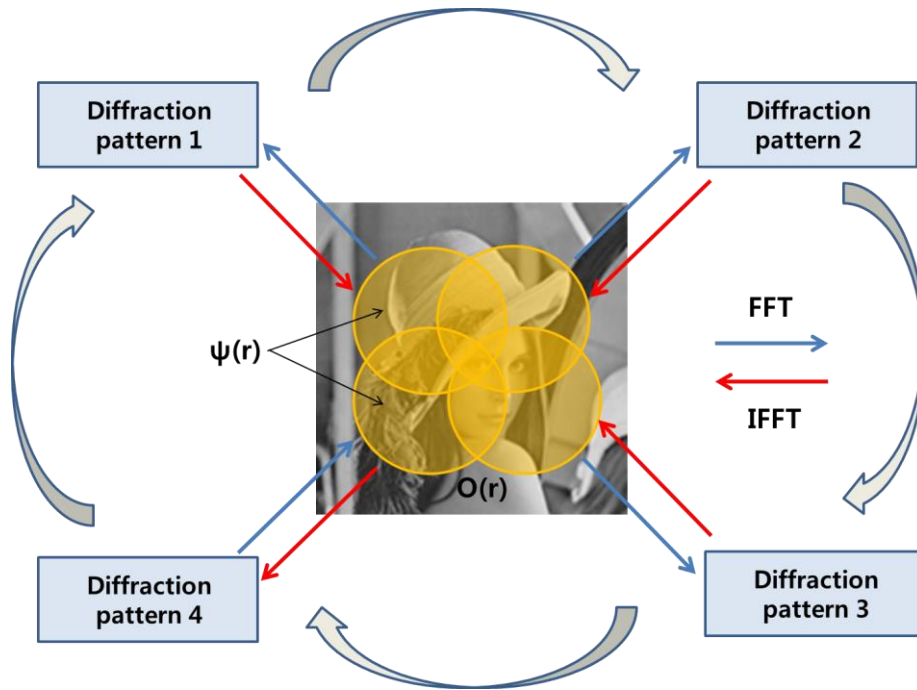 Diffraction
pattern 1
Diffraction
pattern 2
ψ(r)
FFT
IFFT
O(r)
Diffraction
pattern 4
Diffraction
pattern 3